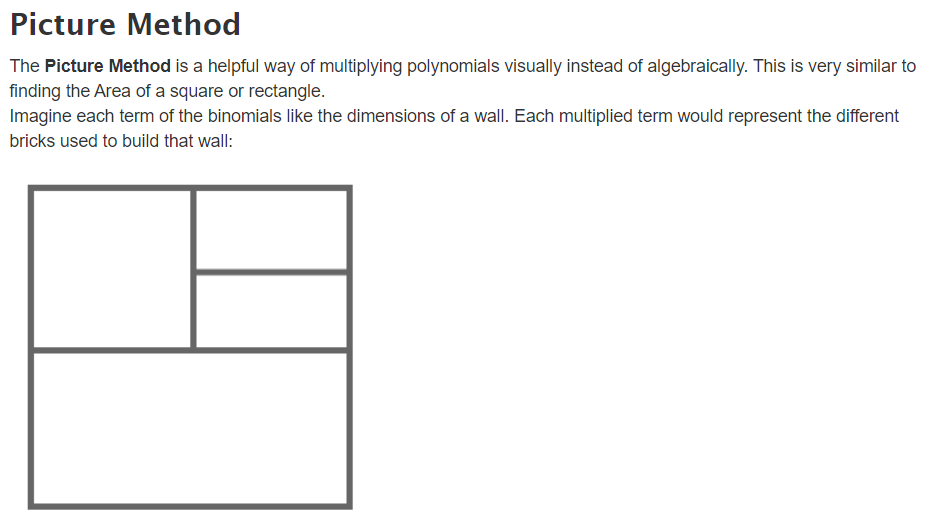 Picture Method
The Picture Method is a helpful way of multiplying polynomials visually instead of algebraically. This is very similar to
finding the Area of a square or rectangle.
Imagine each term of the binomials like the dimensions of a wall. Each multiplied term would represent the different
bricks used to build that wall: